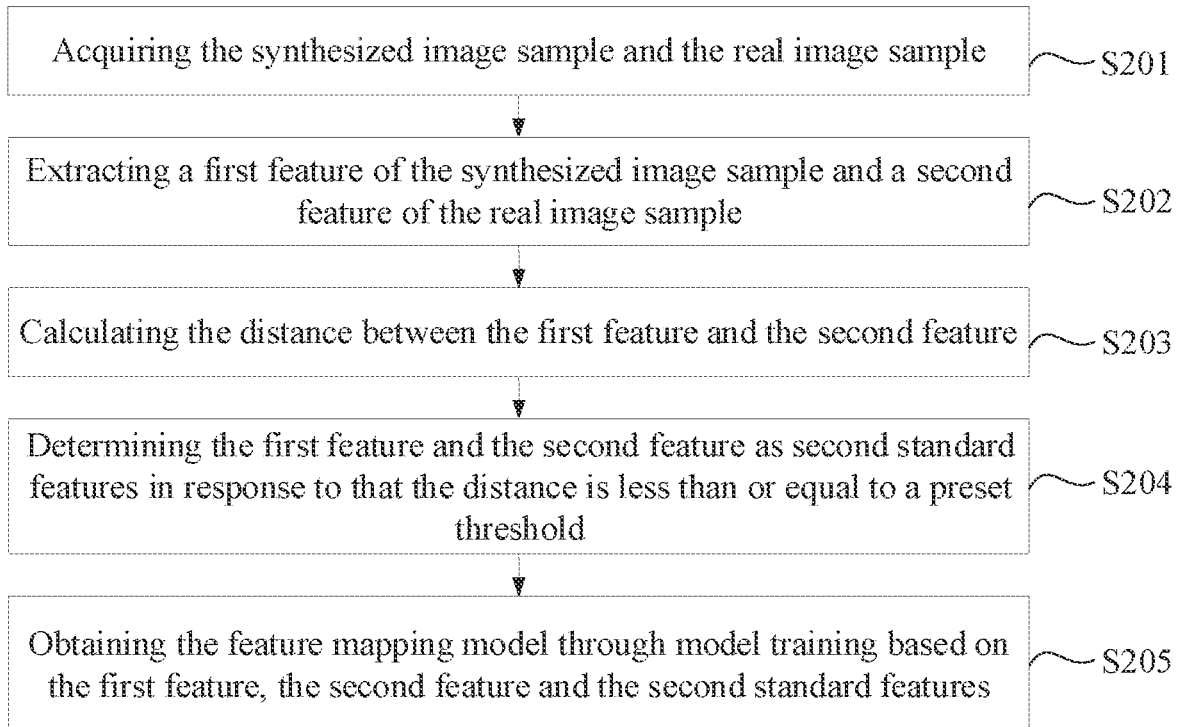 Acquiring the synthesized image sample and the real image sample
S201
Extracting a first feature of the synthesized image sample and a second
feature of the real image sample
S202
Calculating the distance between the first feature and the second feature
S203
Determining the first feature and the second feature as second standard
features in response to that the distance is less than or equal to a preset
threshold
S204
Obtaining the feature mapping model through model training based on
the first feature, the second feature and the second standard features
S205